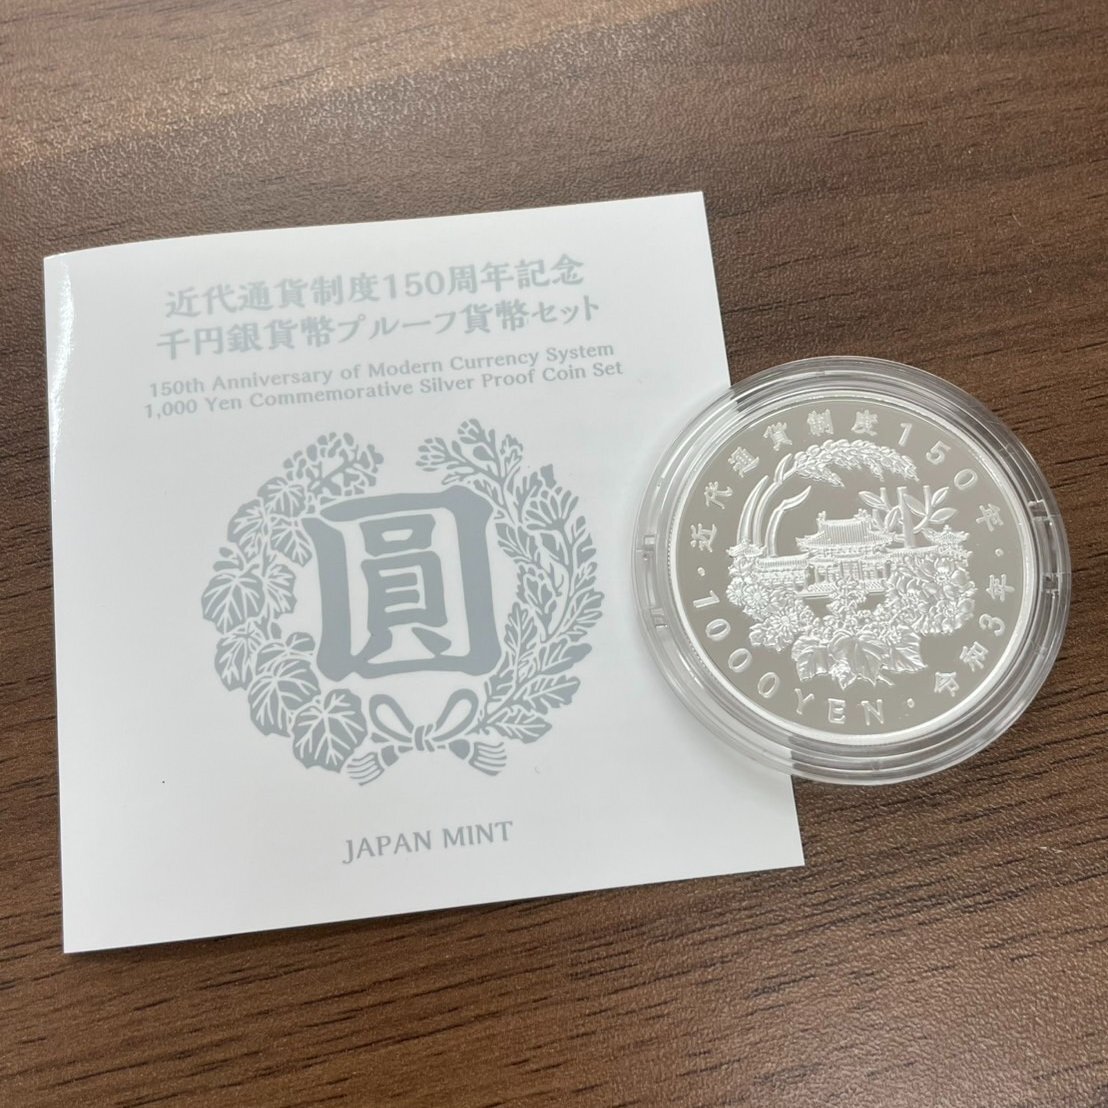 近代通貨制度150周年記念
千円銀貨幣プルーフ貨幣セット
150th Anniversary of Modern Currency System
1,000 Yen Commemorative Silver Proof Coin Set
圓
JAPAN MINT
近代通貨制度150年
令和3年
1000YEN